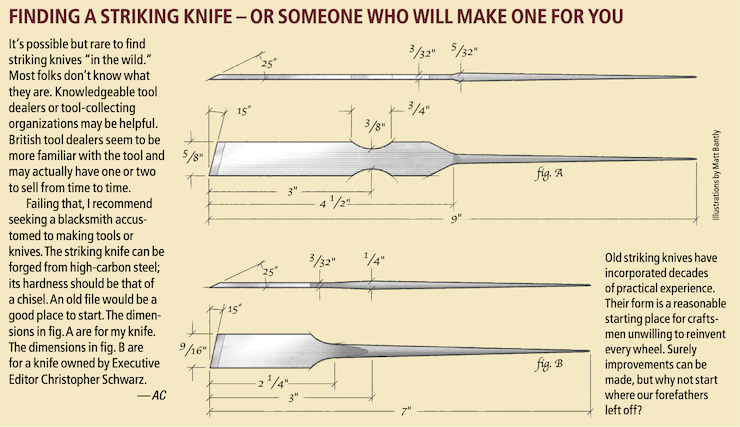 FINDING A STRIKING KNIFE – OR SOMEONE WHO WILL MAKE ONE FOR YOU
It's possible but rare to find
striking knives "in the wild."
Most folks don't know what
they are. Knowledgeable tool
dealers or tool-collecting
organizations may be helpful.
British tool dealers seem to be
more familiar with the tool and
may actually have one or two
to sell from time to time.
Failing that, I recommend
seeking a blacksmith accus-
tomed to making tools or
knives. The striking knife can be
forged from high-carbon steel;
its hardness should be that of
a chisel. An old file would be a
good place to start. The dimen-
sions in fig. A are for my knife.
The dimensions in fig. B are
for a knife owned by Executive
Editor Christopher Schwarz.
— AC
25°
3/32"
5/32"
15°
3/8"
3/4"
5/8"
3"
4 1/2"
9"
fig. A
Illustrations by Matt Bantly
25°
3/32"
1/4"
15°
9/16"
2 1/4"
3"
7"
fig. B
Old striking knives have
incorporated decades
of practical experience.
Their form is a reasonable
starting place for crafts-
men unwilling to reinvent
every wheel. Surely
improvements can be
made, but why not start
where our forefathers
left off?